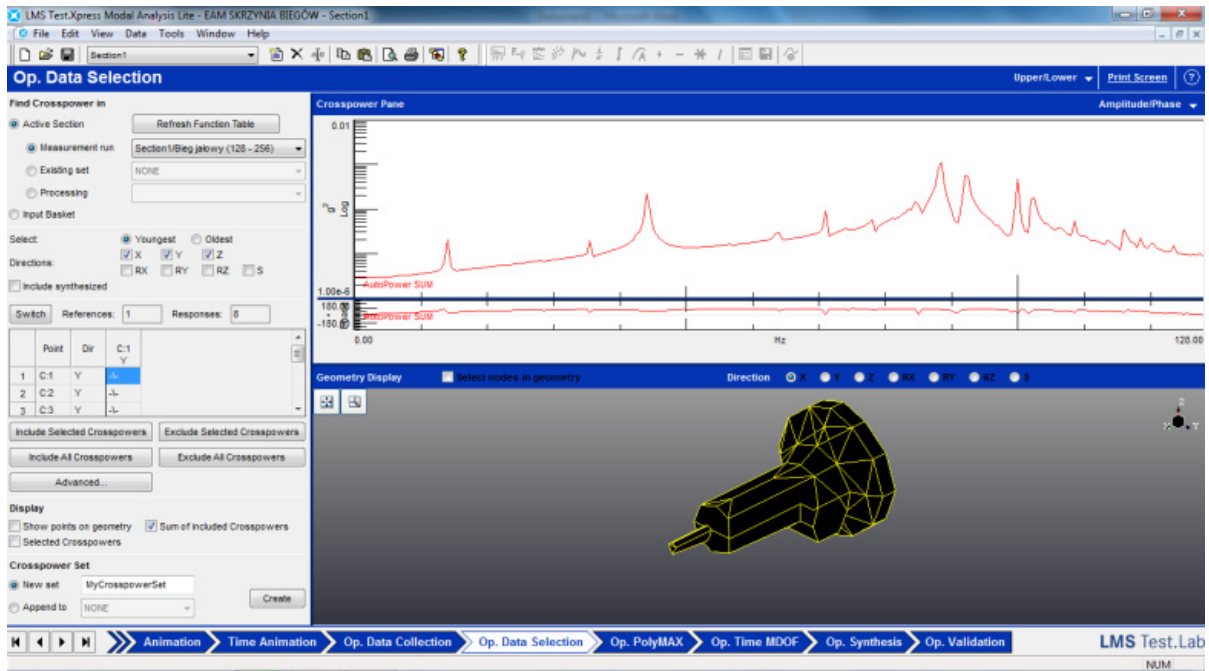 LMS Test.Xpress Modal Analysis Lite - EAM SKRZYNIA BIEGÓW - Section1
File Edit View Data Tools Window Help
Section1
Op. Data Selection
Upper/Lower
Print Screen
Find Crosspower in
Active Section
Refresh Function Table
Measurement run
Section1/Bieg jałowy (128 - 256)
Existing set
NONE
Processing
Input Basket
Select:
Youngest Oldest
Directions:
X Y Z
RX RY RZ S
Include synthesized
Switch References: 1 Responses: 8
Point Dir C:1
Y
1 C:1 Y
2 C:2 Y
3 C:3 Y
Include Selected Crosspowers Exclude Selected Crosspowers
Include All Crosspowers Exclude All Crosspowers
Advanced...
Display
Show points on geometry Sum of included Crosspowers
Selected Crosspowers
Crosspower Set
New set MyCrosspowerSet
Append to NONE
Create
Crosspower Pane
Amplitude/Phase
0.01
g²
Log
1.00e-6
AutoPower SUM
180.00
-180.00
AutoPower SUM
0.00
Hz
128.00
Geometry Display Select nodes in geometry Direction X Y Z RX RY RZ S
Animation Time Animation Op. Data Collection Op. Data Selection Op. PolyMAX Op. Time MDOF Op. Synthesis Op. Validation
LMS Test.Lab
NUM